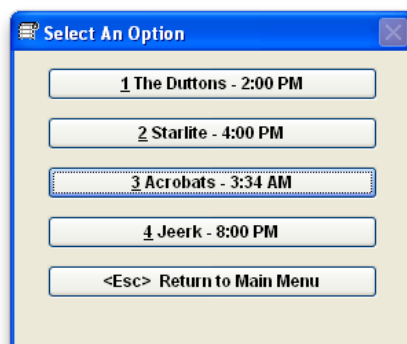 Select An Option
1 The Duttons - 2:00 PM
2 Starlite - 4:00 PM
3 Acrobats - 3:34 AM
4 Jeerk - 8:00 PM
<Esc> Return to Main Menu